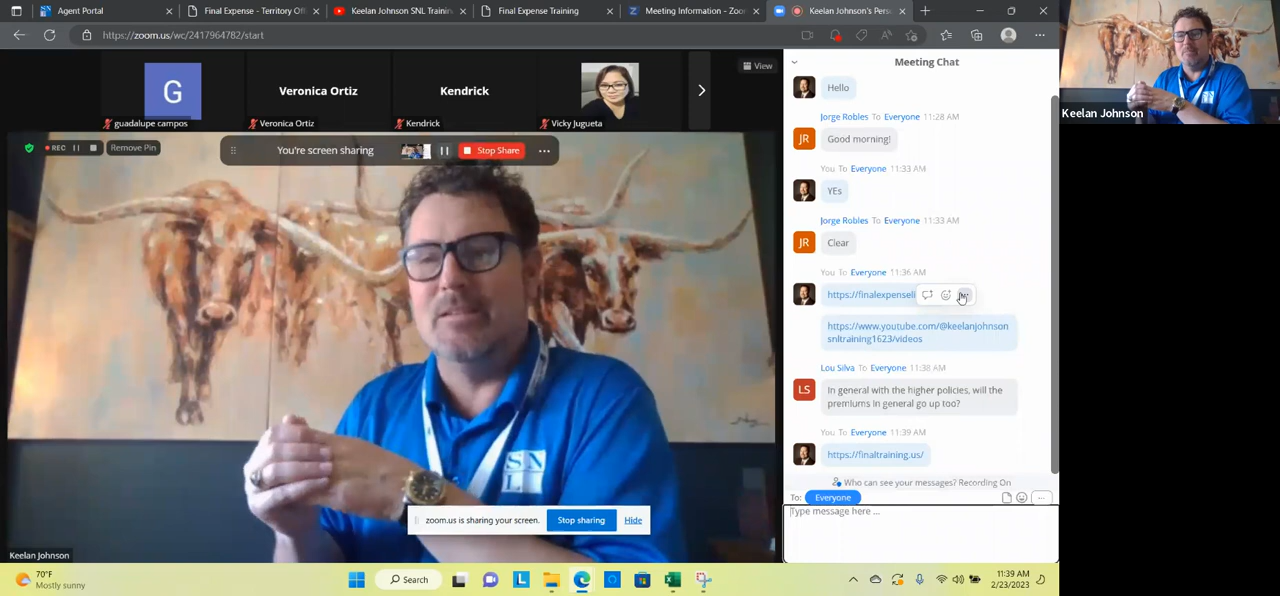 Agent Portal
Final Expense - Territory Of
Keelan Johnson SNL Trainin
Final Expense Training
Meeting Information - Zoo
Keelan Johnson's Pers
https://zoom.us/wc/2417964782/start
View
G
Veronica Ortiz
Kendrick
guadalupe campos
Veronica Ortiz
Kendrick
Vicky Jugueta
REC
Remove Pin
You're screen sharing
Stop Share
SN
L
zoom.us is sharing your screen.
Stop sharing
Hide
Keelan Johnson
Meeting Chat
Hello
Jorge Robles To Everyone 11:28 AM
JR
Good morning!
You To Everyone 11:33 AM
YEs
Jorge Robles To Everyone 11:33 AM
JR
Clear
You To Everyone 11:36 AM
https://finalexpenseli
https://www.youtube.com/@keelanjohnson
snltraining1623/videos
Lou Silva To Everyone 11:38 AM
LS
In general with the higher policies, will the
premiums in general go up too?
You To Everyone 11:39 AM
https://finaltraining.us/
Who can see your messages? Recording On
To: Everyone
Type message here ...
Keelan Johnson
70°F
Mostly sunny
Search
L
11:39 AM
2/23/2023